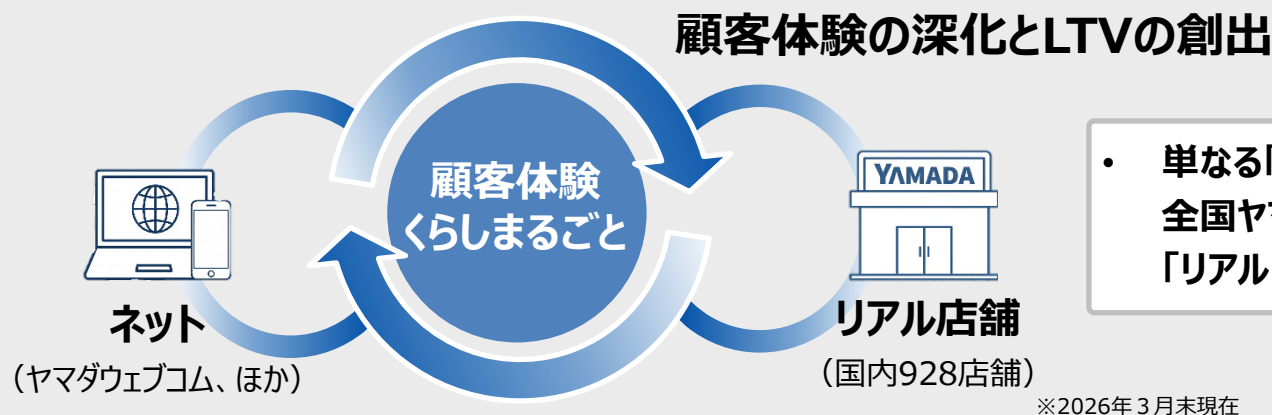 顧客体験の深化とLTVの創出
顧客体験
くらしまるごと
YAMADA
・ 単なる「
全国ヤマ
「リアル
ネット
リアル店舗
（ヤマダウェブコム、ほか）
（国内928店舗）
※2026年３月末現在